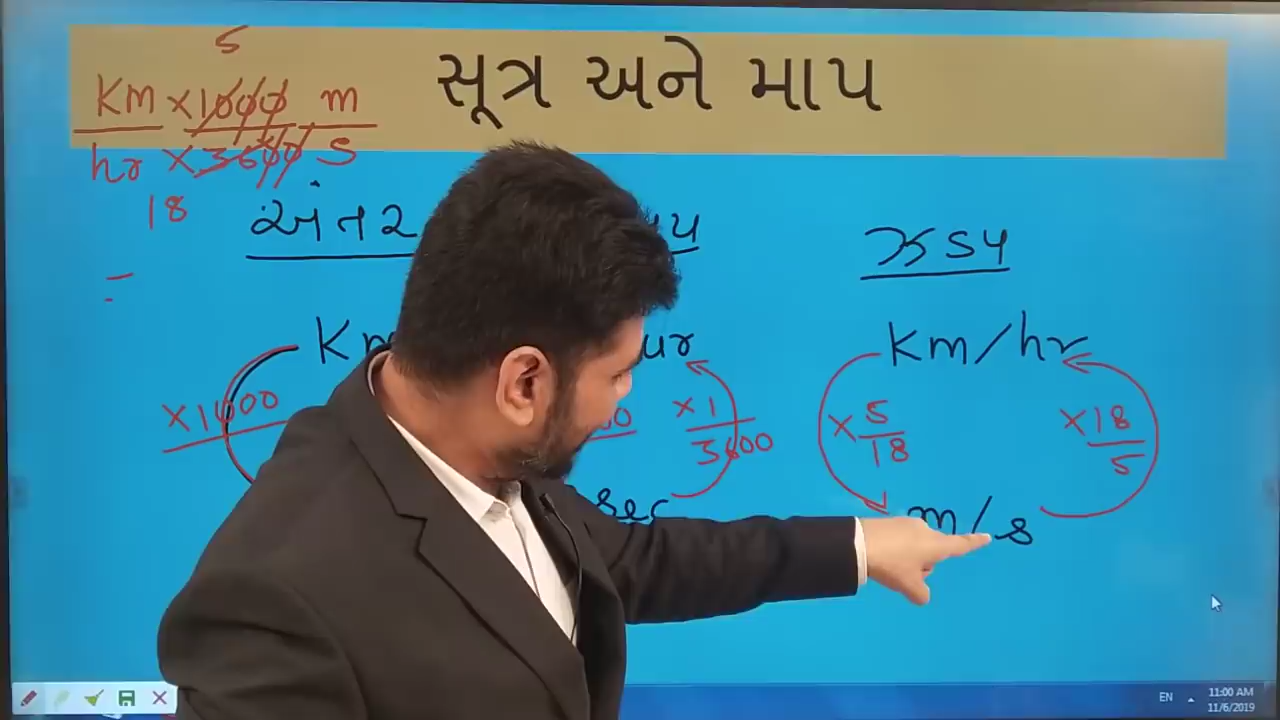 સૂત્ર અને માપ
5
Km × 1000 m
hr × 3600 s
18
=
અંતર
ઝડપ
Km/hr
×1000
×1
3600
×5
18
×18
5
sec
m/s
EN
11:00 AM
11/6/2019